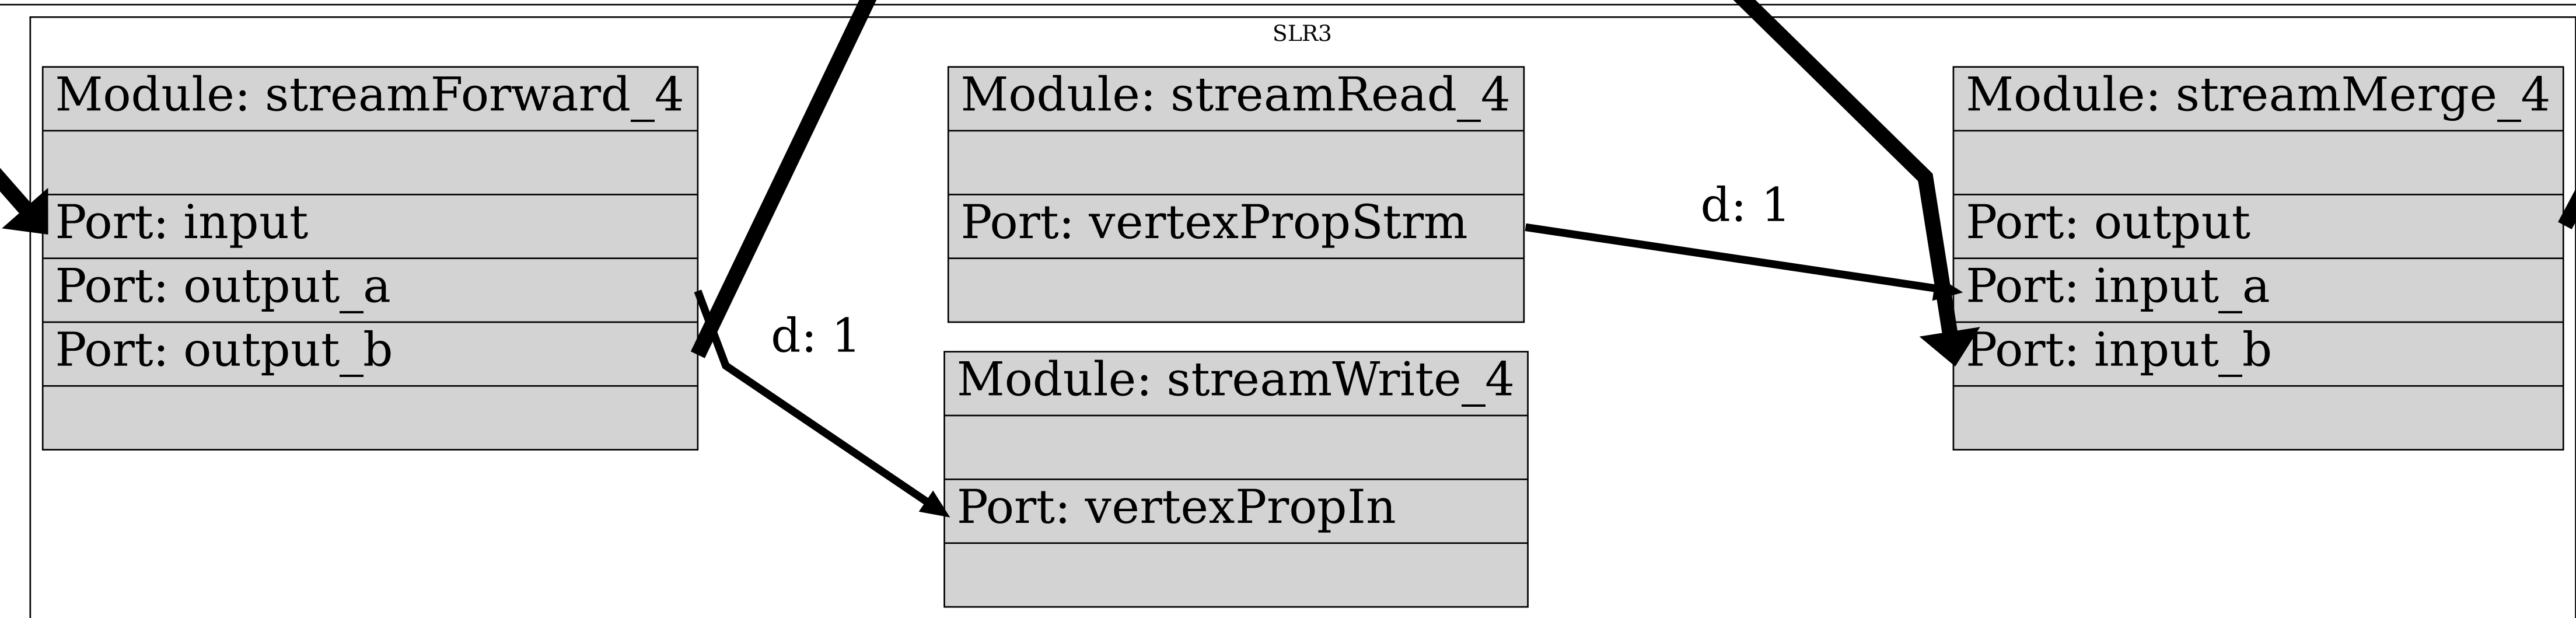 SLR3
Module: streamForward_4
Port: input
Port: output_a
Port: output_b
d: 1
Module: streamRead_4
Port: vertexPropStrm
Module: streamWrite_4
Port: vertexPropIn
d: 1
Module: streamMerge_4
Port: output
Port: input_a
Port: input_b